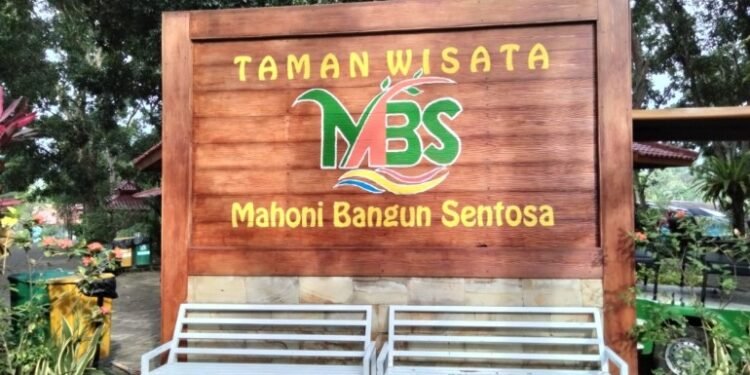 TAMAN WISATA
MBS
Mahoni Bangun Sentosa